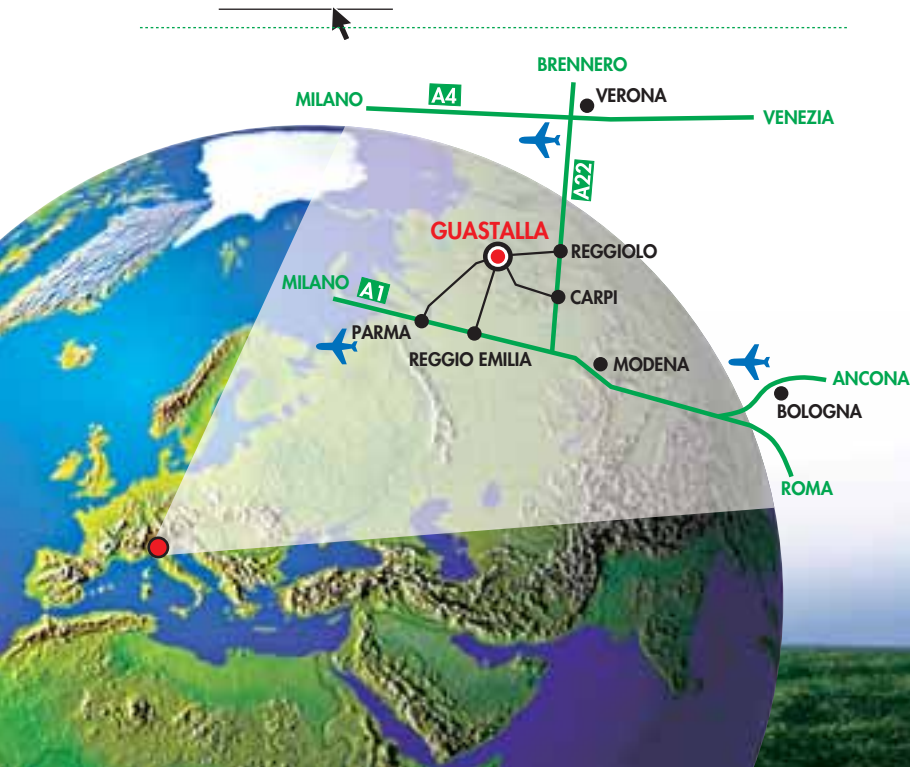 BRENNERO
A4
VERONA
MILANO
VENEZIA
A22
GUASTALLA
REGGIOLO
MILANO
A1
CARPI
PARMA
REGGIO EMILIA
MODENA
ANCONA
BOLOGNA
ROMA